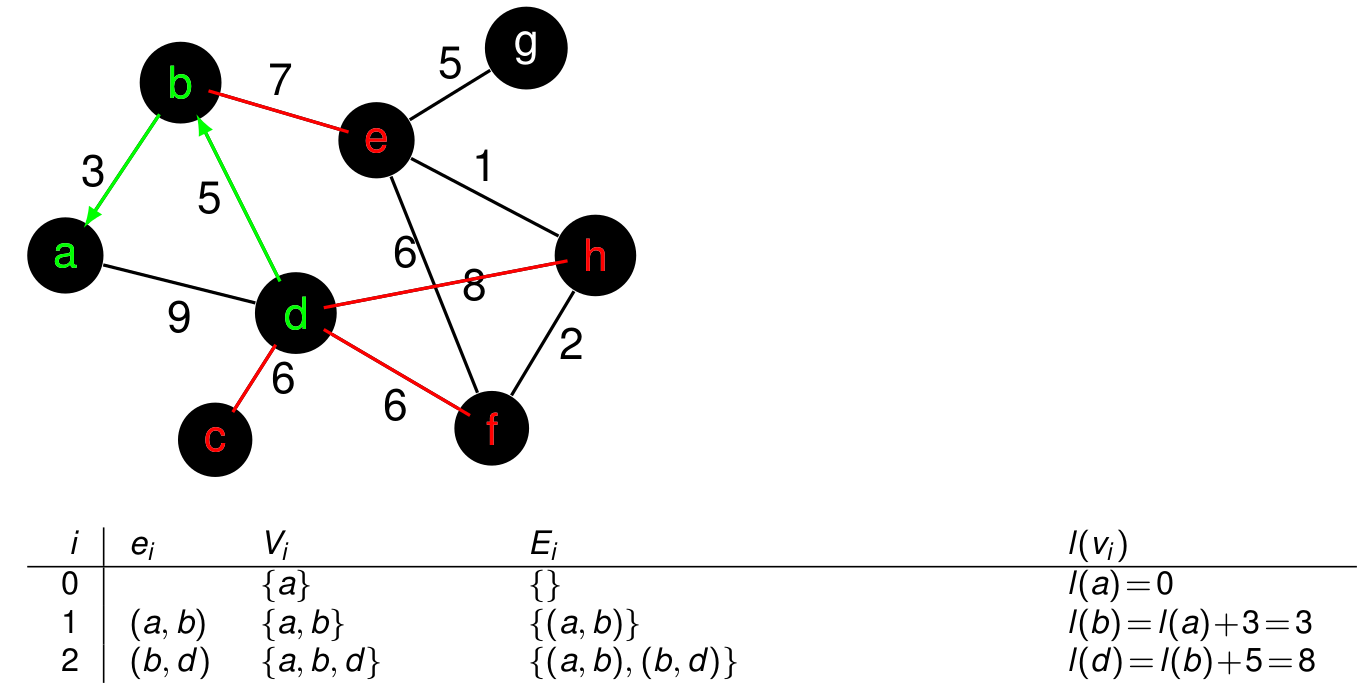 g
b 7 5
e
3 5 1
a 6 h
9 d 8
6 6 2
c f
i e_i V_i E_i l(v_i)
0 {a} {} l(a)=0
1 (a, b) {a, b} {(a, b)} l(b)=l(a)+3=3
2 (b, d) {a, b, d} {(a, b), (b, d)} l(d)=l(b)+5=8